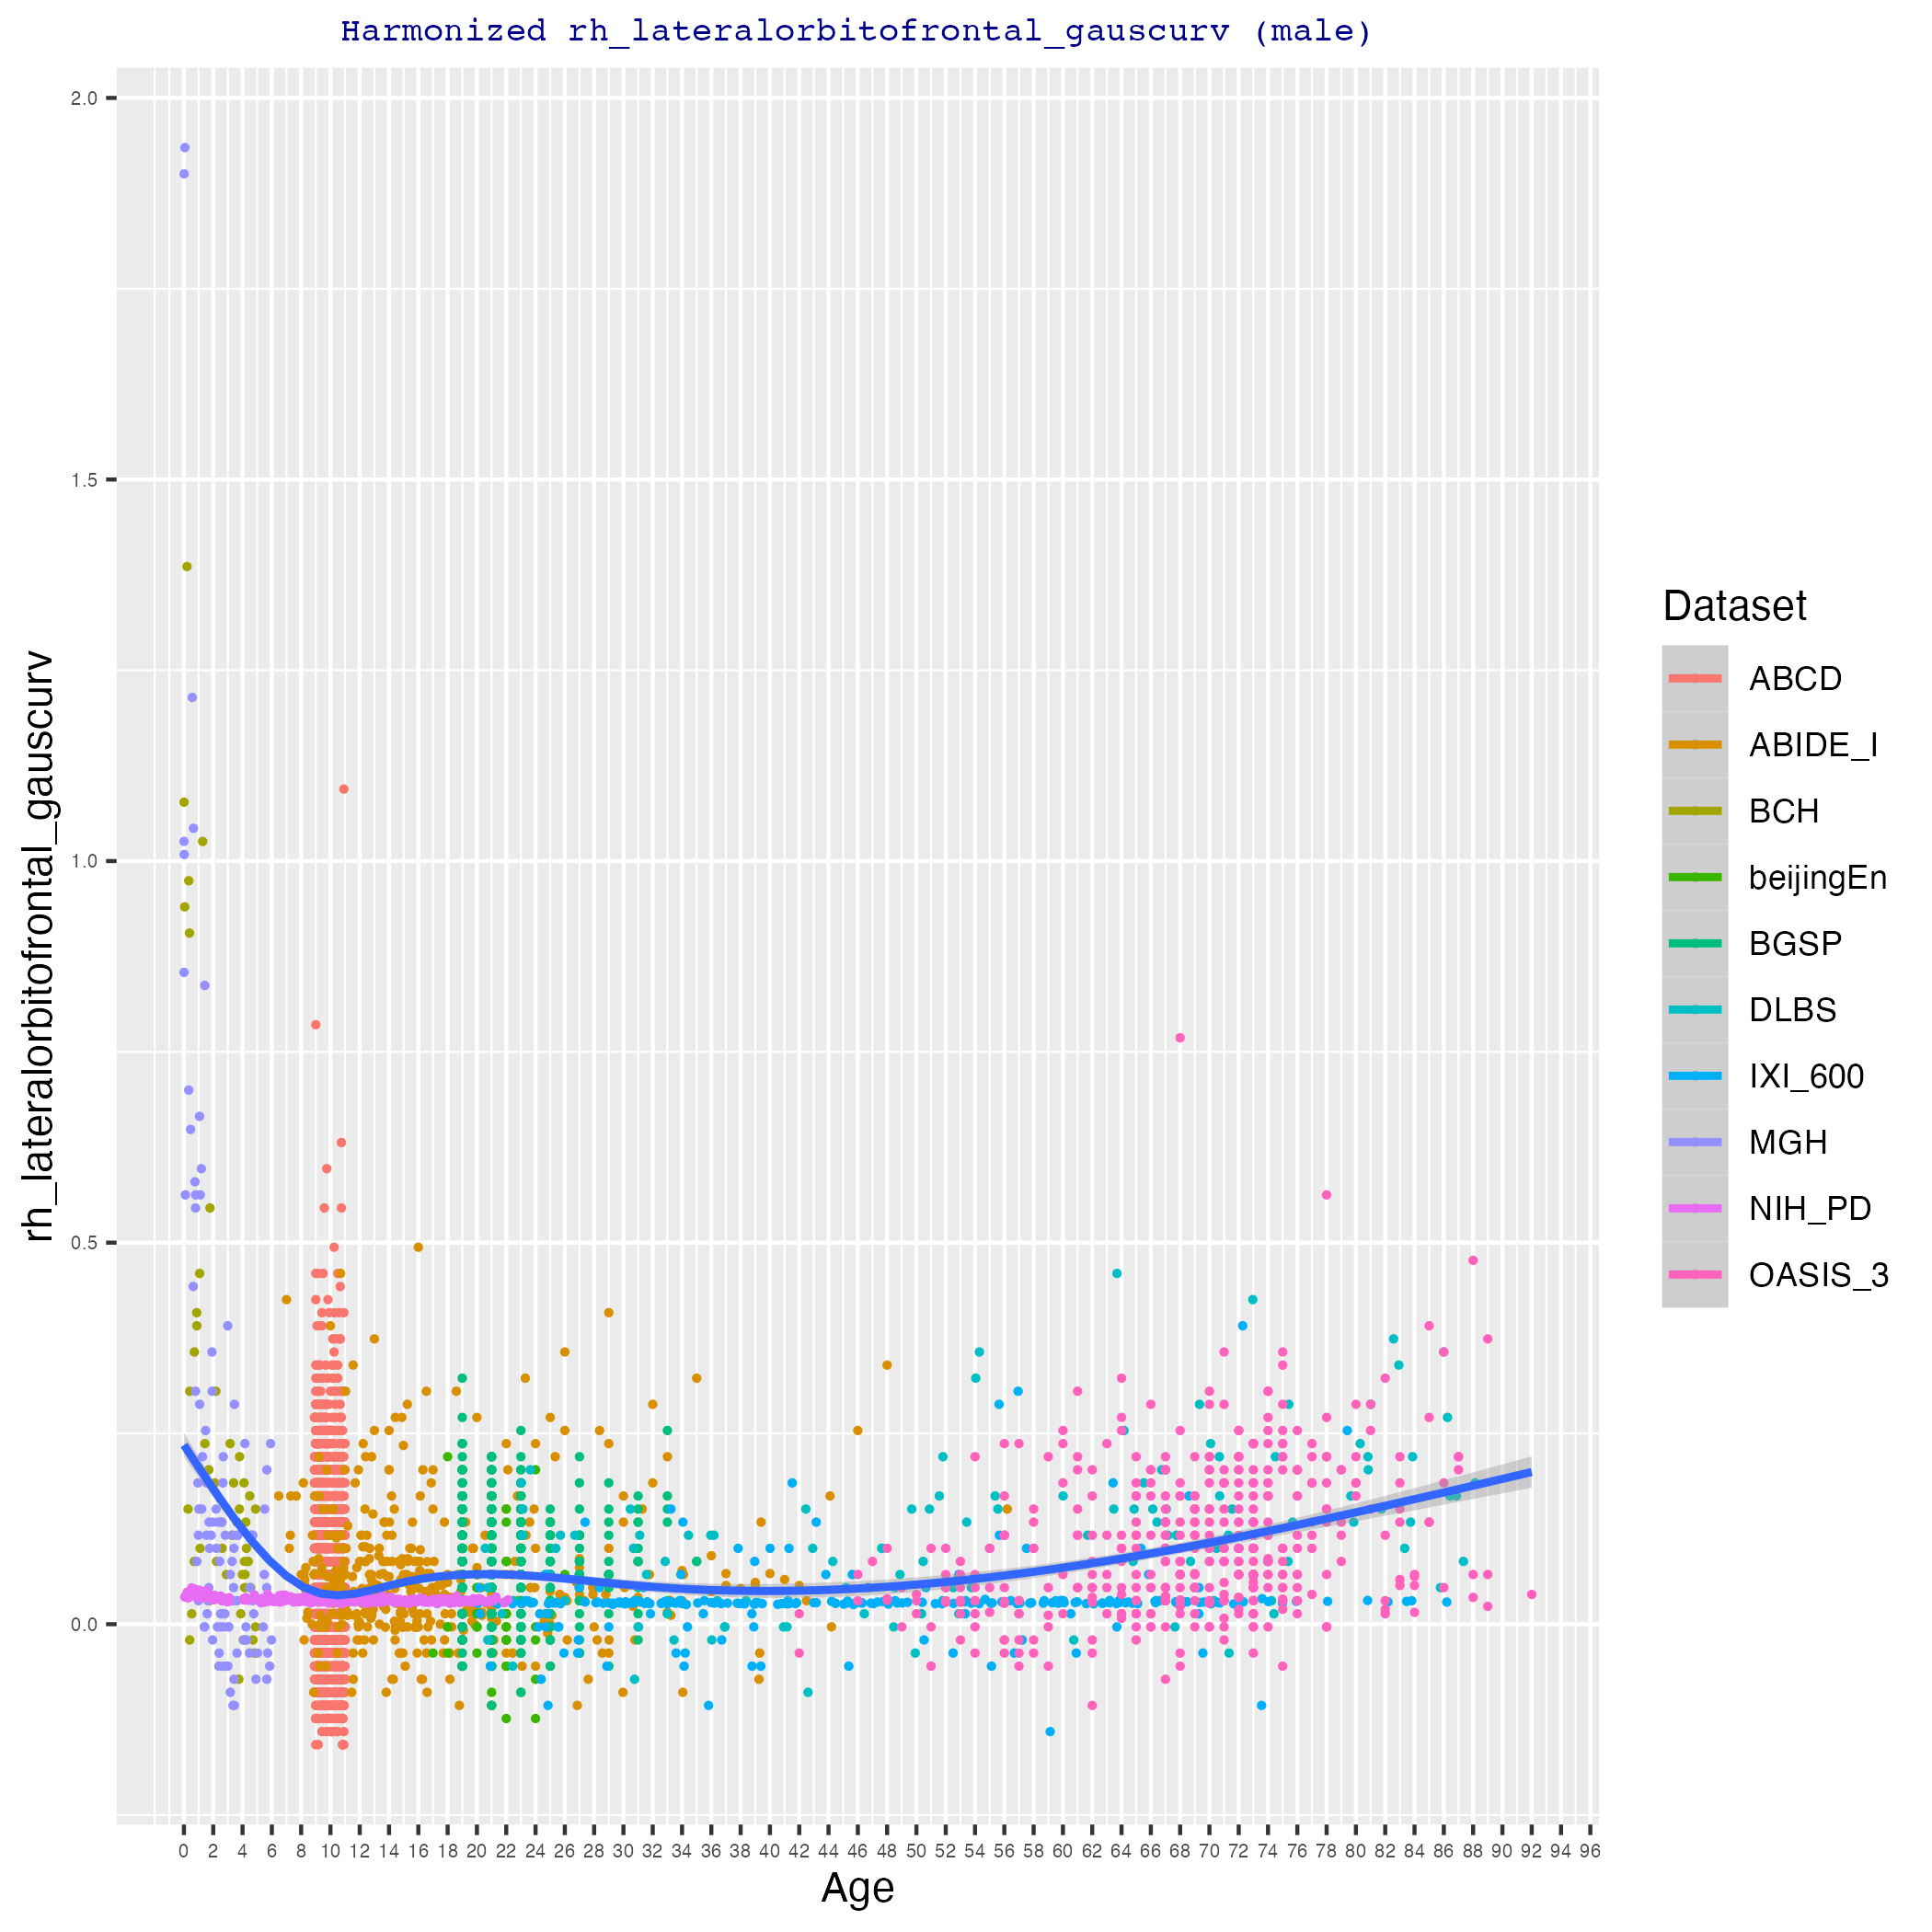 Harmonized rh_lateralorbitofrontal_gauscurv (male)
rh_lateralorbitofrontal_gauscurv
2.0
1.5
1.0
0.5
0.0
0 2 4 6 8 10 12 14 16 18 20 22 24 26 28 30 32 34 36 38 40 42 44 46 48 50 52 54 56 58 60 62 64 66 68 70 72 74 76 78 80 82 84 86 88 90 92 94 96
Age
Dataset
ABCD
ABIDE_I
BCH
beijingEn
BGSP
DLBS
IXI_600
MGH
NIH_PD
OASIS_3